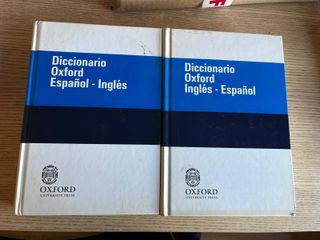 Diccionario
Oxford
Español - Inglés
OXFORD
UNIVERSITY PRESS
Diccionario
Oxford
Inglés - Español
OXFORD
UNIVERSITY PRESS